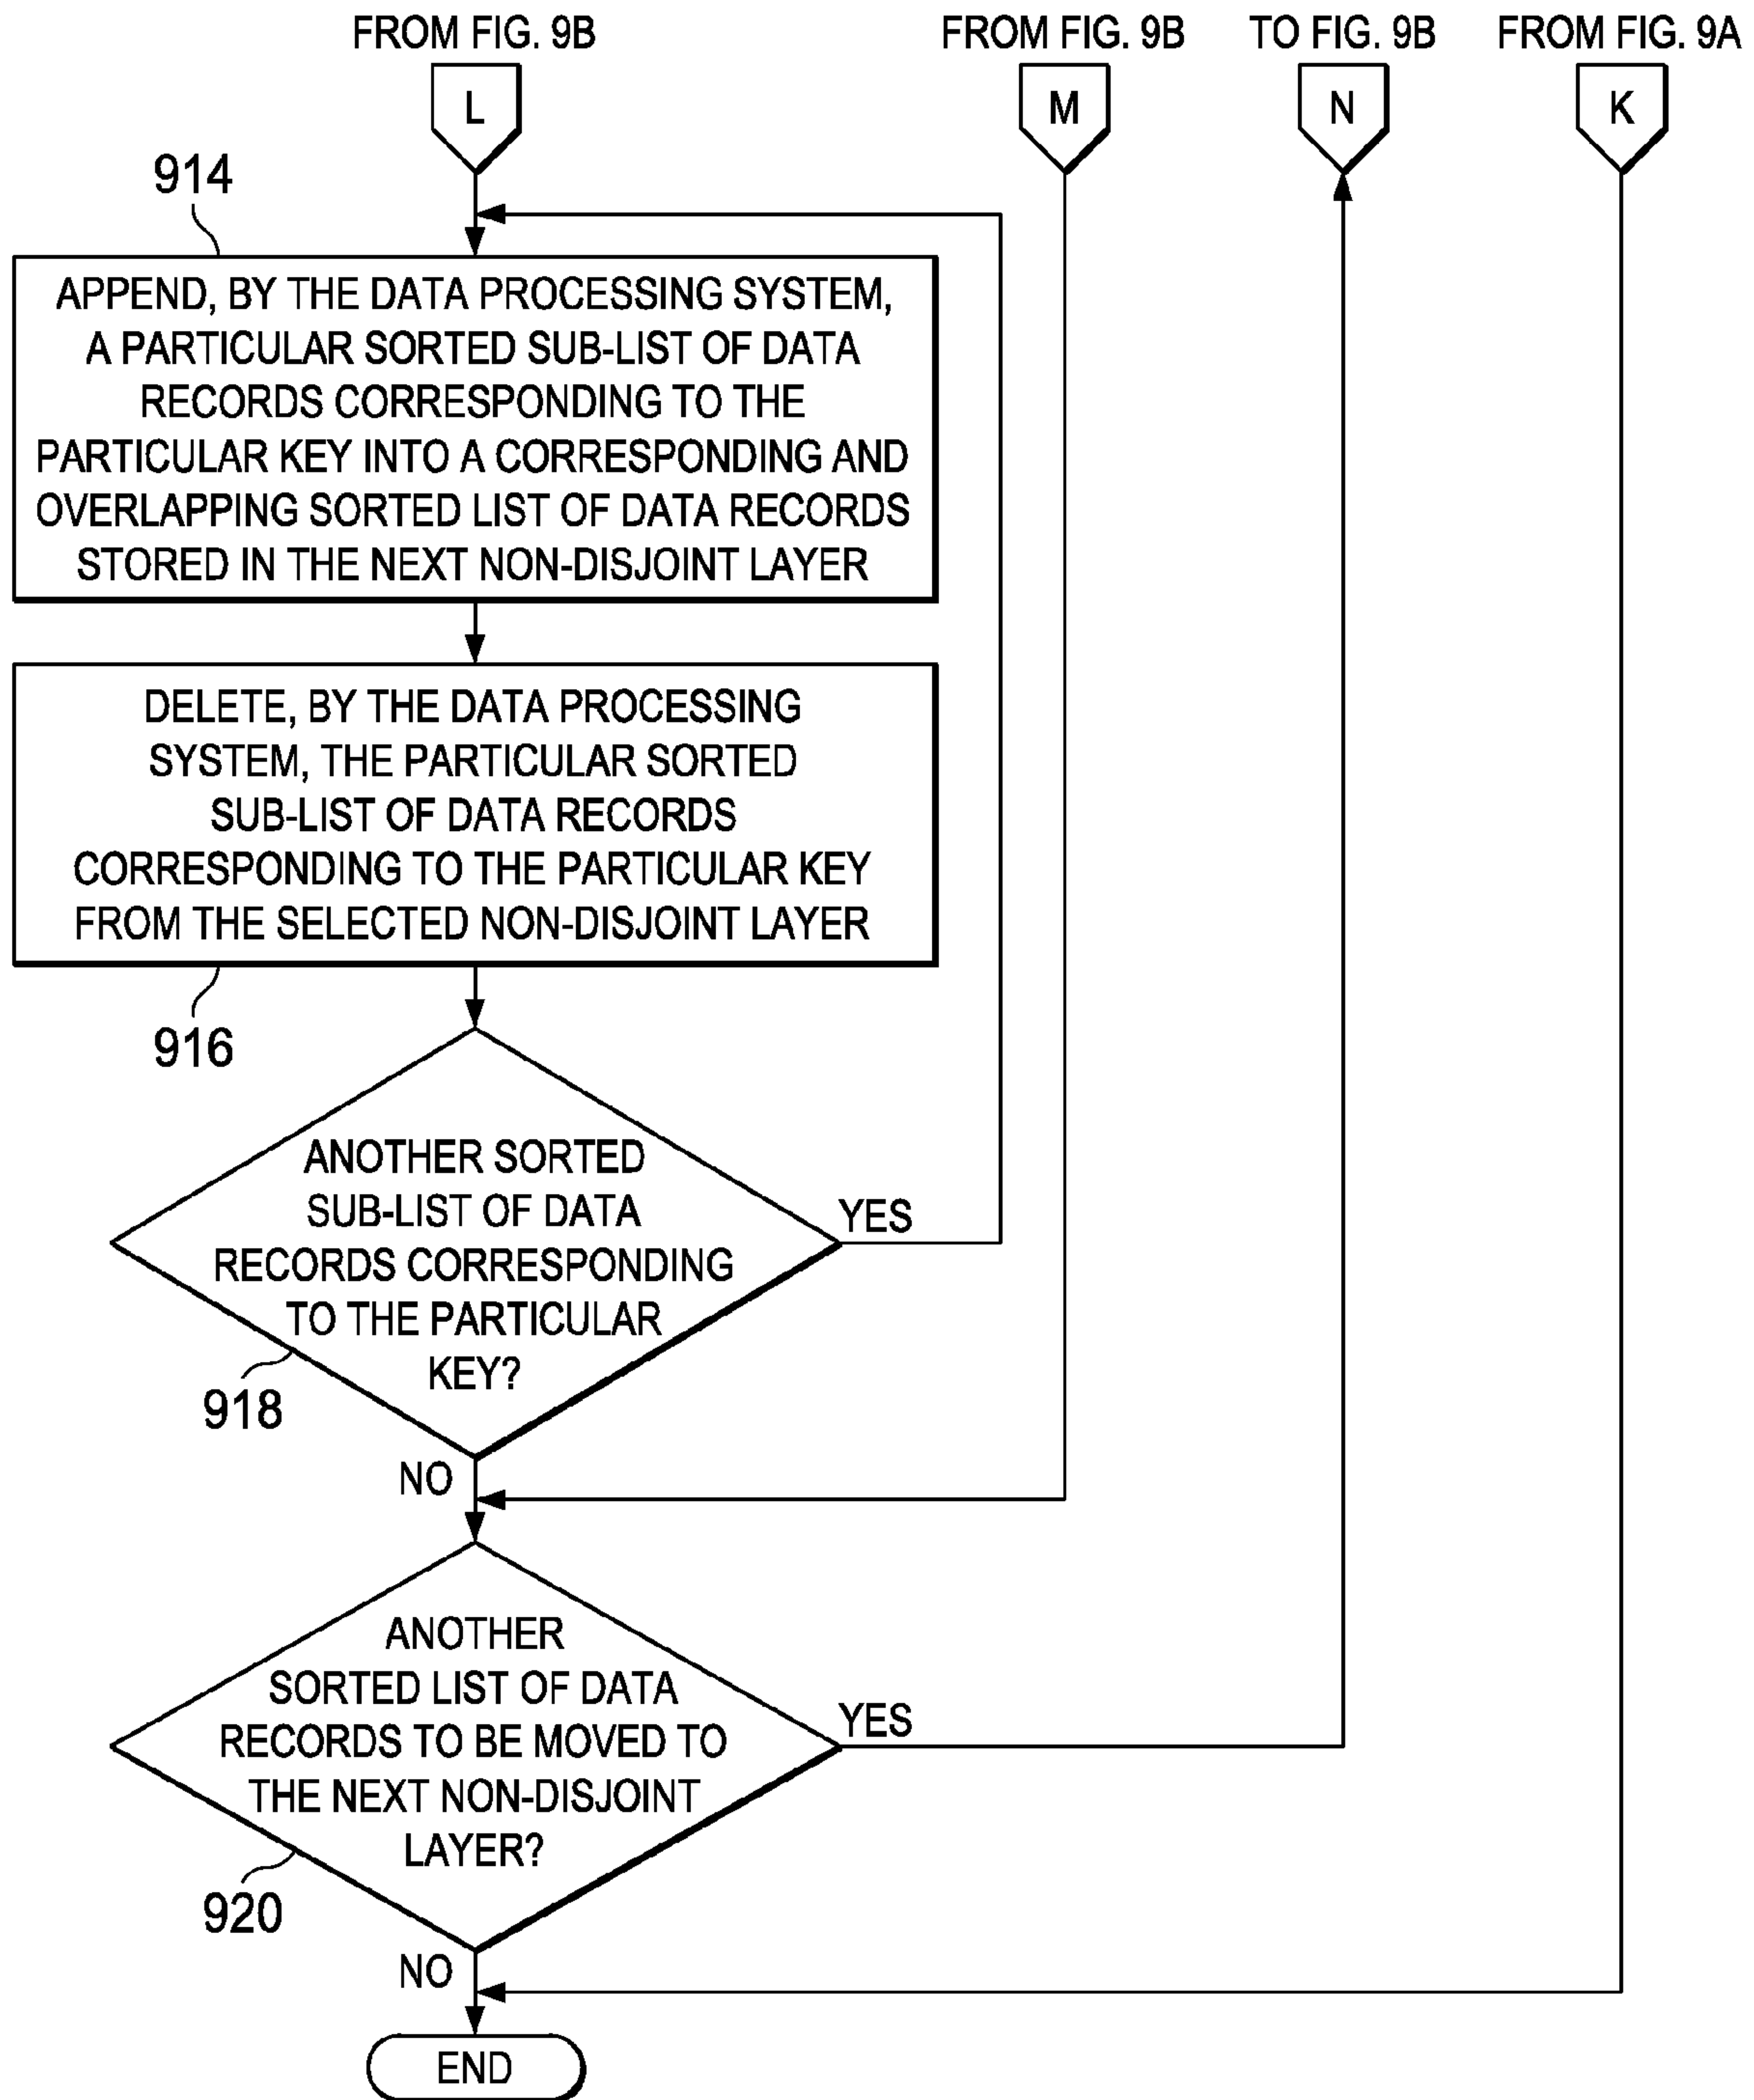 FROM FIG. 9B
FROM FIG. 9B
TO FIG. 9B
FROM FIG. 9A
L
M
N
K
914
APPEND, BY THE DATA PROCESSING SYSTEM,
A PARTICULAR SORTED SUB-LIST OF DATA
RECORDS CORRESPONDING TO THE
PARTICULAR KEY INTO A CORRESPONDING AND
OVERLAPPING SORTED LIST OF DATA RECORDS
STORED IN THE NEXT NON-DISJOINT LAYER
DELETE, BY THE DATA PROCESSING
SYSTEM, THE PARTICULAR SORTED
SUB-LIST OF DATA RECORDS
CORRESPONDING TO THE PARTICULAR KEY
FROM THE SELECTED NON-DISJOINT LAYER
916
ANOTHER SORTED
SUB-LIST OF DATA
RECORDS CORRESPONDING
TO THE PARTICULAR
KEY?
YES
918
NO
ANOTHER
SORTED LIST OF DATA
RECORDS TO BE MOVED TO
THE NEXT NON-DISJOINT
LAYER?
YES
920
NO
END